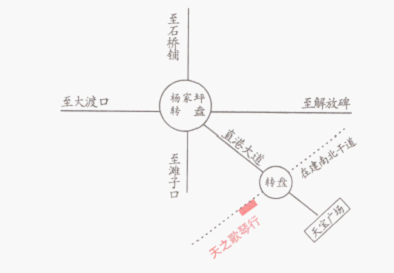 至石桥铺
杨家坪
转盘
至大渡口
至解放碑
至滩子口
直港大道
在建南北干道
转盘
天之歌琴行
天宝广场